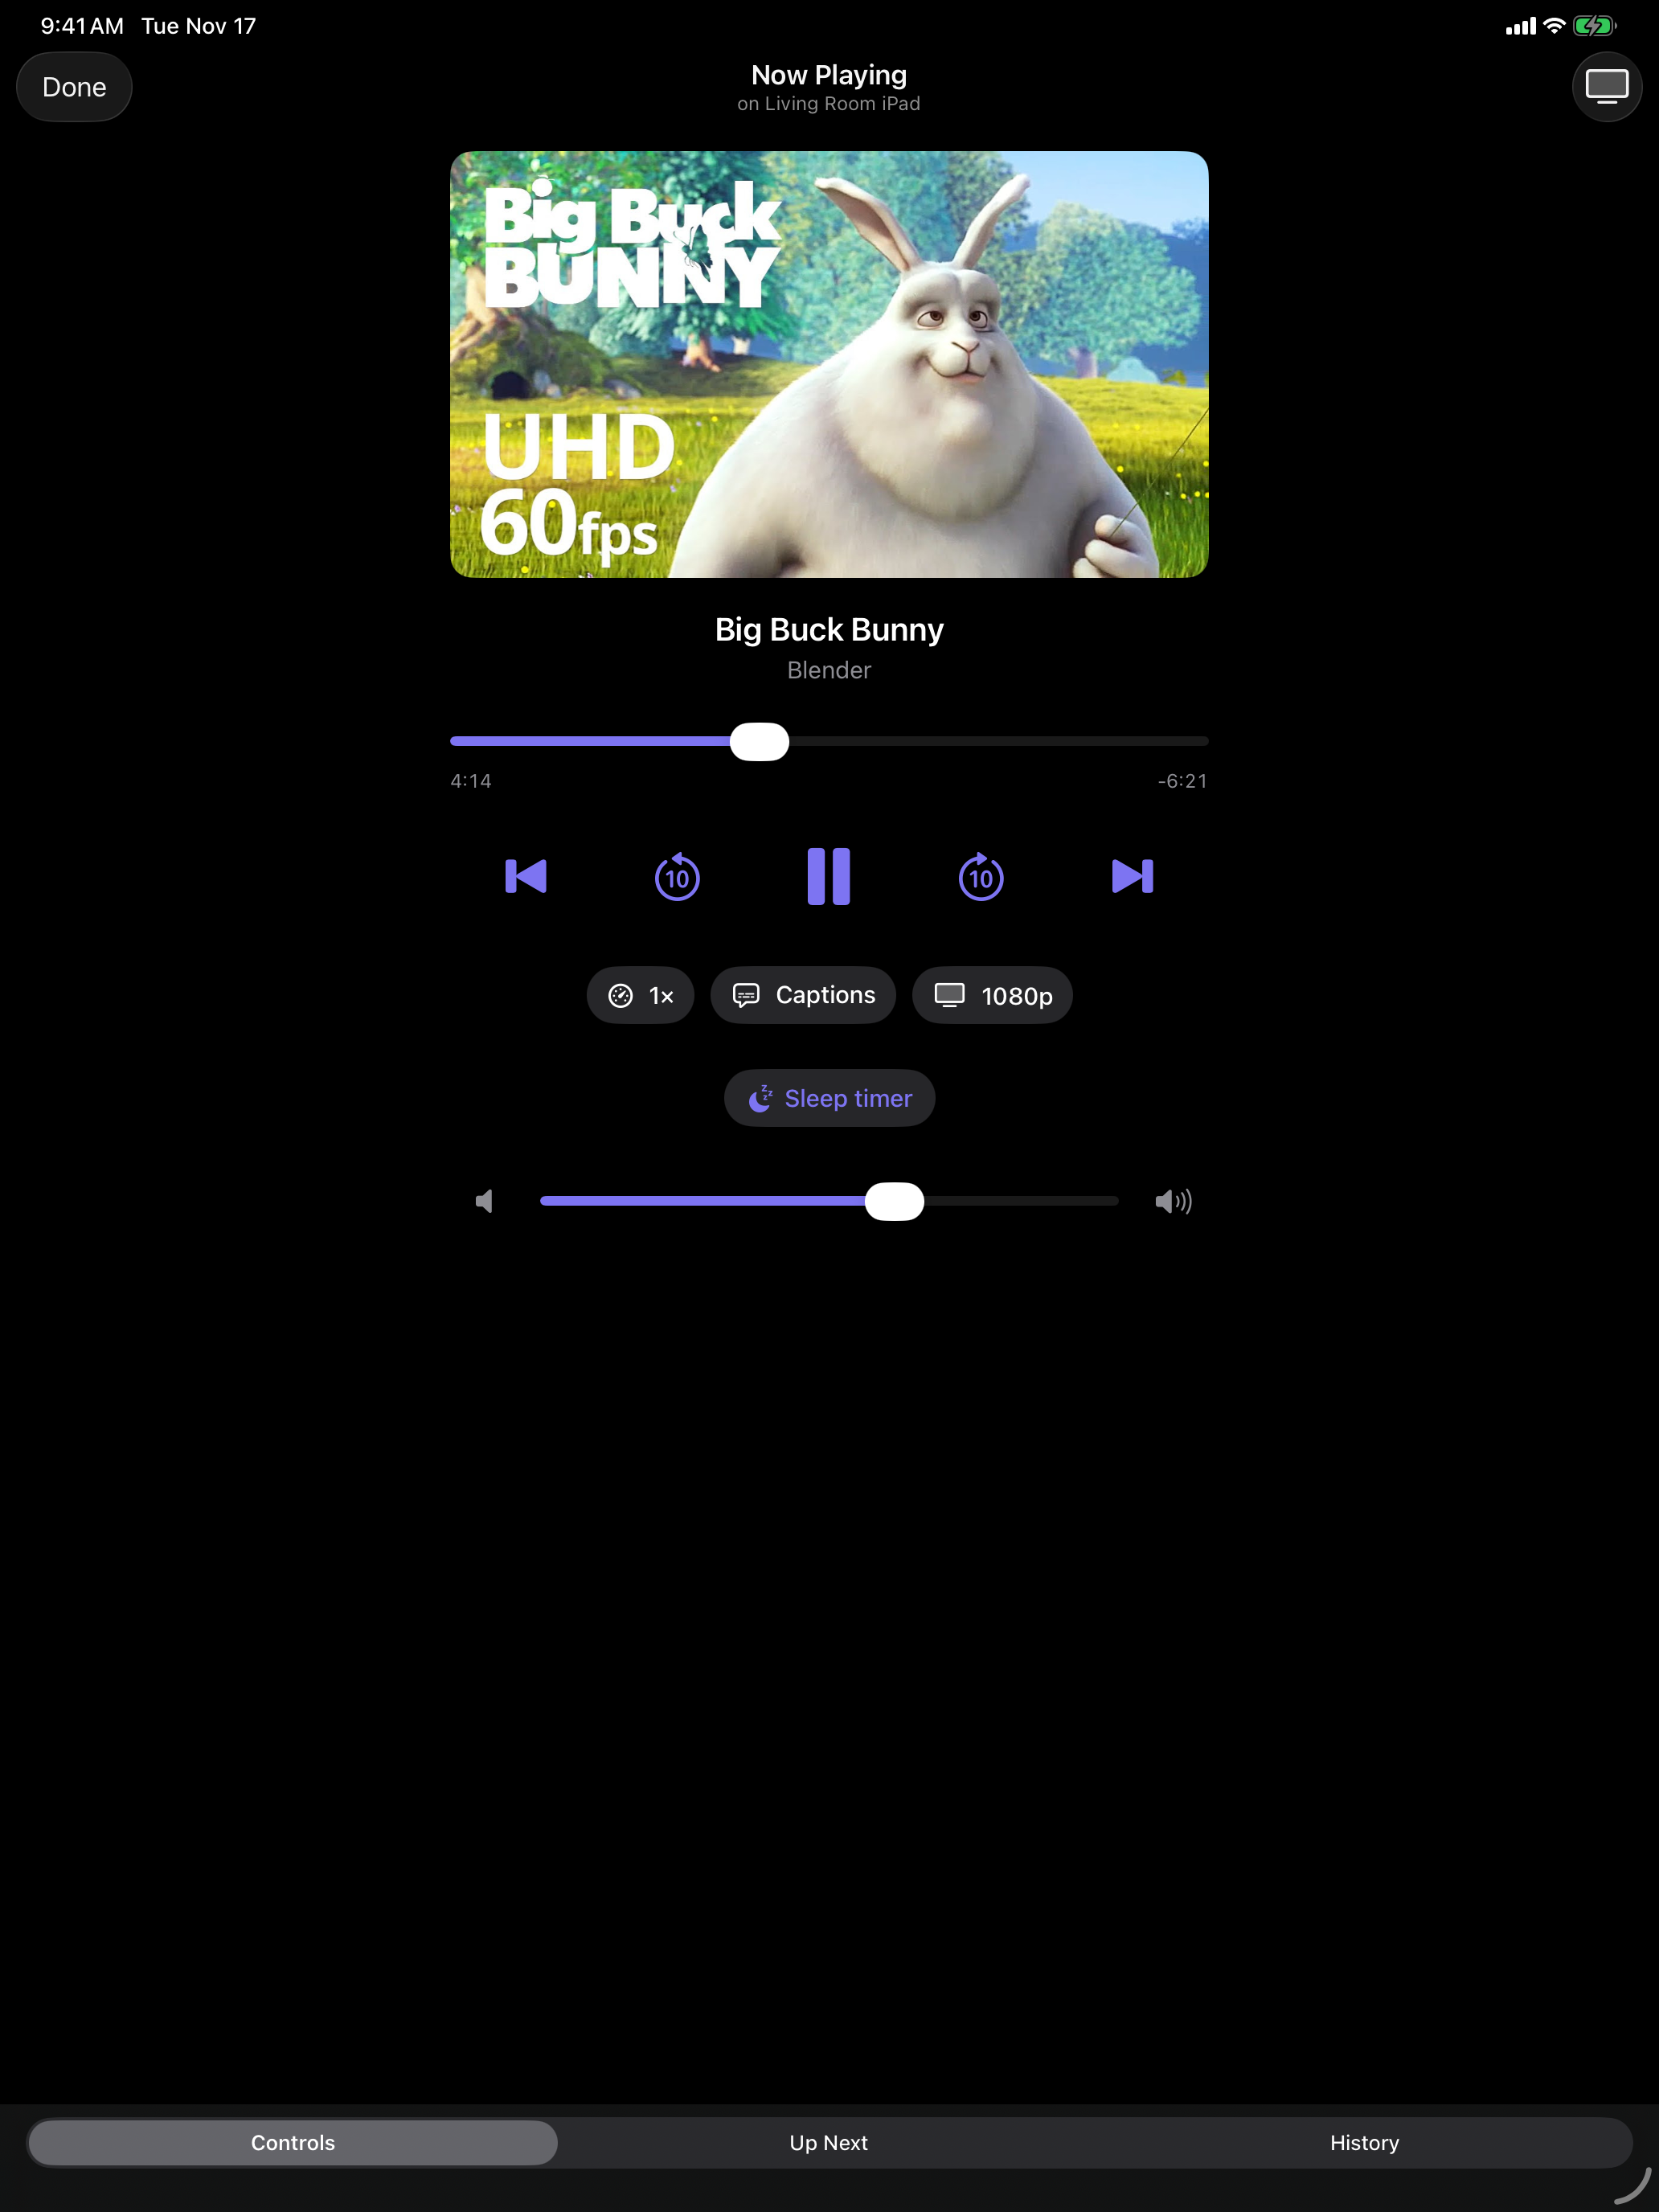 9:41 AM Tue Nov 17
Done
Now Playing
on Living Room iPad
Big Buck
BUNNY
UHD
60fps
Big Buck Bunny
Blender
4:14 -6:21
10 10
1× Captions 1080p
Sleep timer
Controls Up Next History